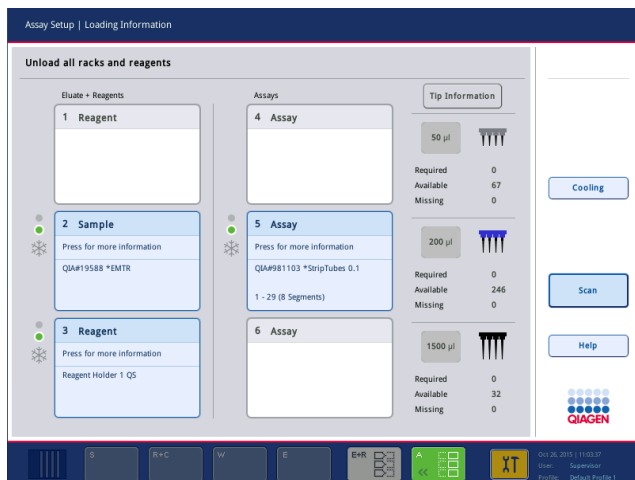 Assay Setup | Loading Information
Unload all racks and reagents
Eluate + Reagents
Assays
Tip Information
1 Reagent
4 Assay
50 µl
Required 0
Available 67
Missing 0
Cooling
2 Sample
Press for more information
QIA#19588 *EMTR
5 Assay
Press for more information
QIA#981103 *StripTubes 0.1
1 - 29 (8 Segments)
200 µl
Required 0
Available 246
Missing 0
Scan
3 Reagent
Press for more information
Reagent Holder 1 QS
6 Assay
1500 µl
Required 0
Available 32
Missing 0
Help
QIAGEN
S
R+C
W
E
E+R
A
<<
Oct 26, 2015 | 11:03:37
User: Supervisor
Profile: Default Profile 1